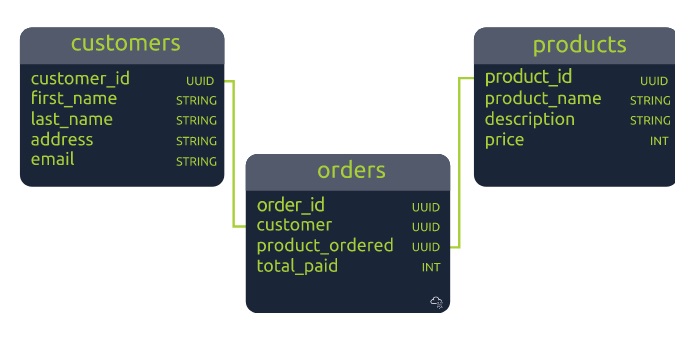 customers
customer_id UUID
first_name STRING
last_name STRING
address STRING
email STRING
orders
order_id UUID
customer UUID
product_ordered UUID
total_paid INT
products
product_id UUID
product_name STRING
description STRING
price INT